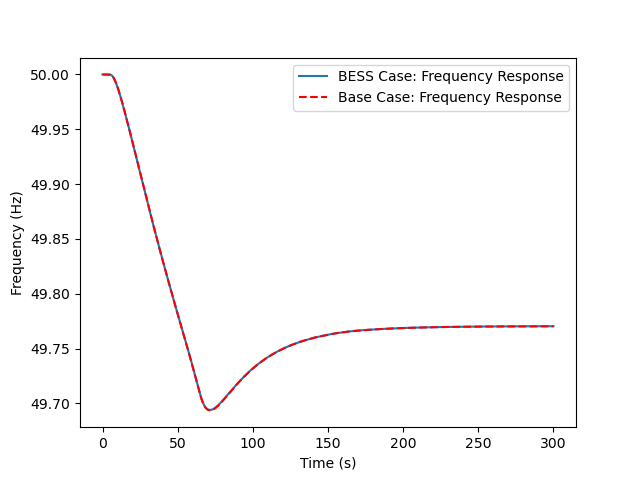 BESS Case: Frequency Response
Base Case: Frequency Response
Frequency (Hz)
50.00
49.95
49.90
49.85
49.80
49.75
49.70
0 50 100 150 200 250 300
Time (s)